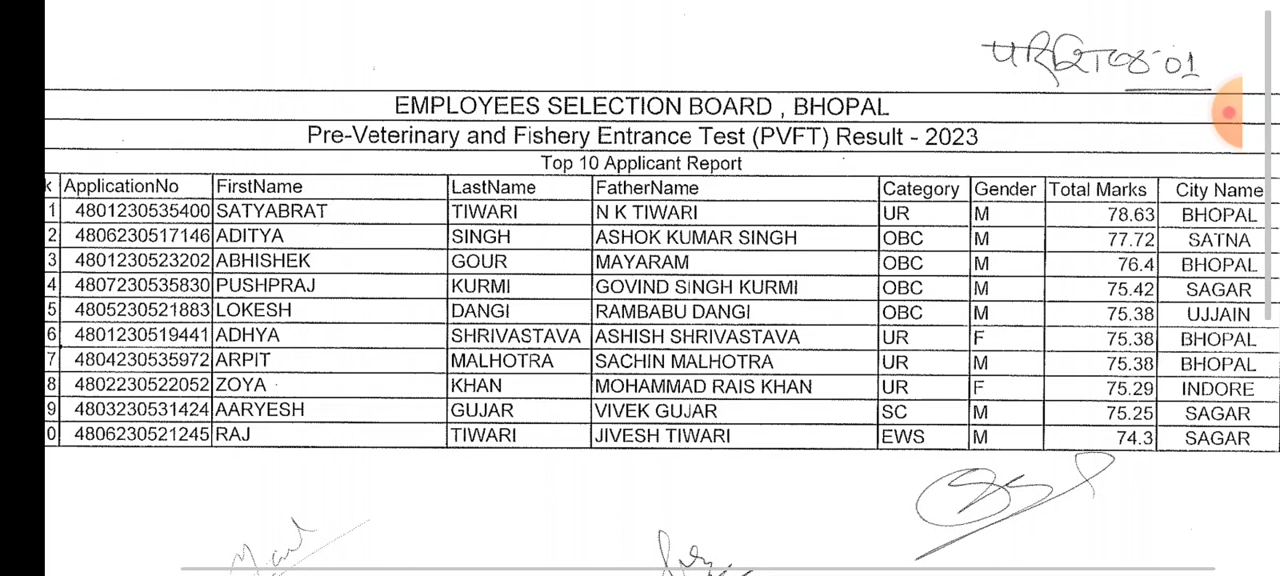 परिशिष्ट-01
EMPLOYEES SELECTION BOARD , BHOPAL
Pre-Veterinary and Fishery Entrance Test (PVFT) Result - 2023
Top 10 Applicant Report
k ApplicationNo FirstName LastName FatherName Category Gender Total Marks City Name
1 4801230535400 SATYABRAT TIWARI N K TIWARI UR M 78.63 BHOPAL
2 4806230517146 ADITYA SINGH ASHOK KUMAR SINGH OBC M 77.72 SATNA
3 4801230523202 ABHISHEK GOUR MAYARAM OBC M 76.4 BHOPAL
4 4807230535830 PUSHPRAJ KURMI GOVIND SINGH KURMI OBC M 75.42 SAGAR
5 4805230521883 LOKESH DANGI RAMBABU DANGI OBC M 75.38 UJJAIN
6 4801230519441 ADHYA SHRIVASTAVA ASHISH SHRIVASTAVA UR F 75.38 BHOPAL
7 4804230535972 ARPIT MALHOTRA SACHIN MALHOTRA UR M 75.38 BHOPAL
8 4802230522052 ZOYA KHAN MOHAMMAD RAIS KHAN UR F 75.29 INDORE
9 4803230531424 AARYESH GUJAR VIVEK GUJAR SC M 75.25 SAGAR
0 4806230521245 RAJ TIWARI JIVESH TIWARI EWS M 74.3 SAGAR